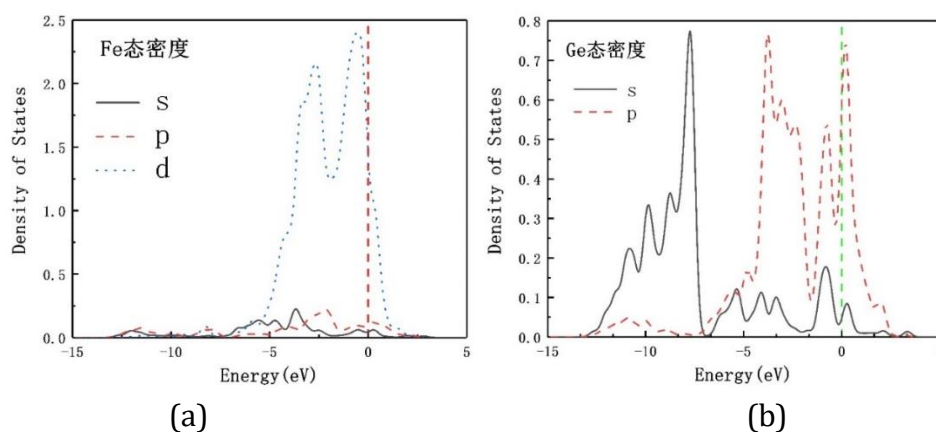 Fe态密度
s
p
d
Density of States
2.5
2.0
1.5
1.0
0.5
0.0
-15
-10
-5
0
5
Energy(eV)
(a)
Ge态密度
s
p
Density of States
0.8
0.7
0.6
0.5
0.4
0.3
0.2
0.1
0.0
-15
-10
-5
0
Energy(eV)
(b)